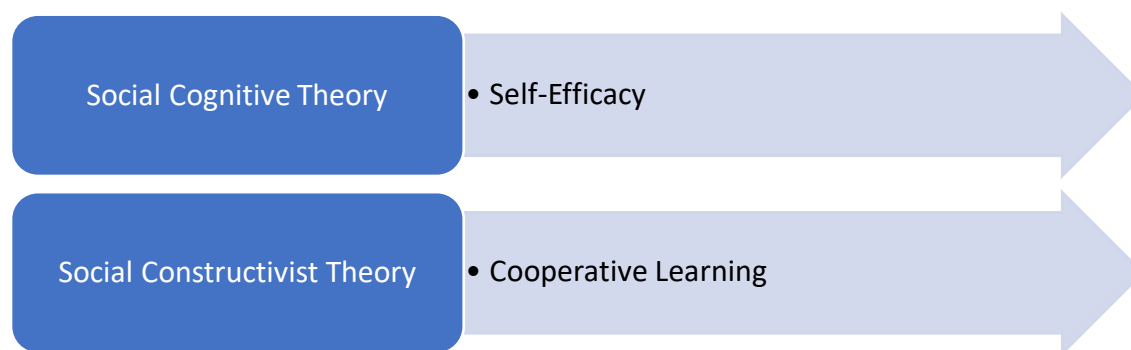 Social Cognitive Theory
• Self-Efficacy
Social Constructivist Theory
• Cooperative Learning